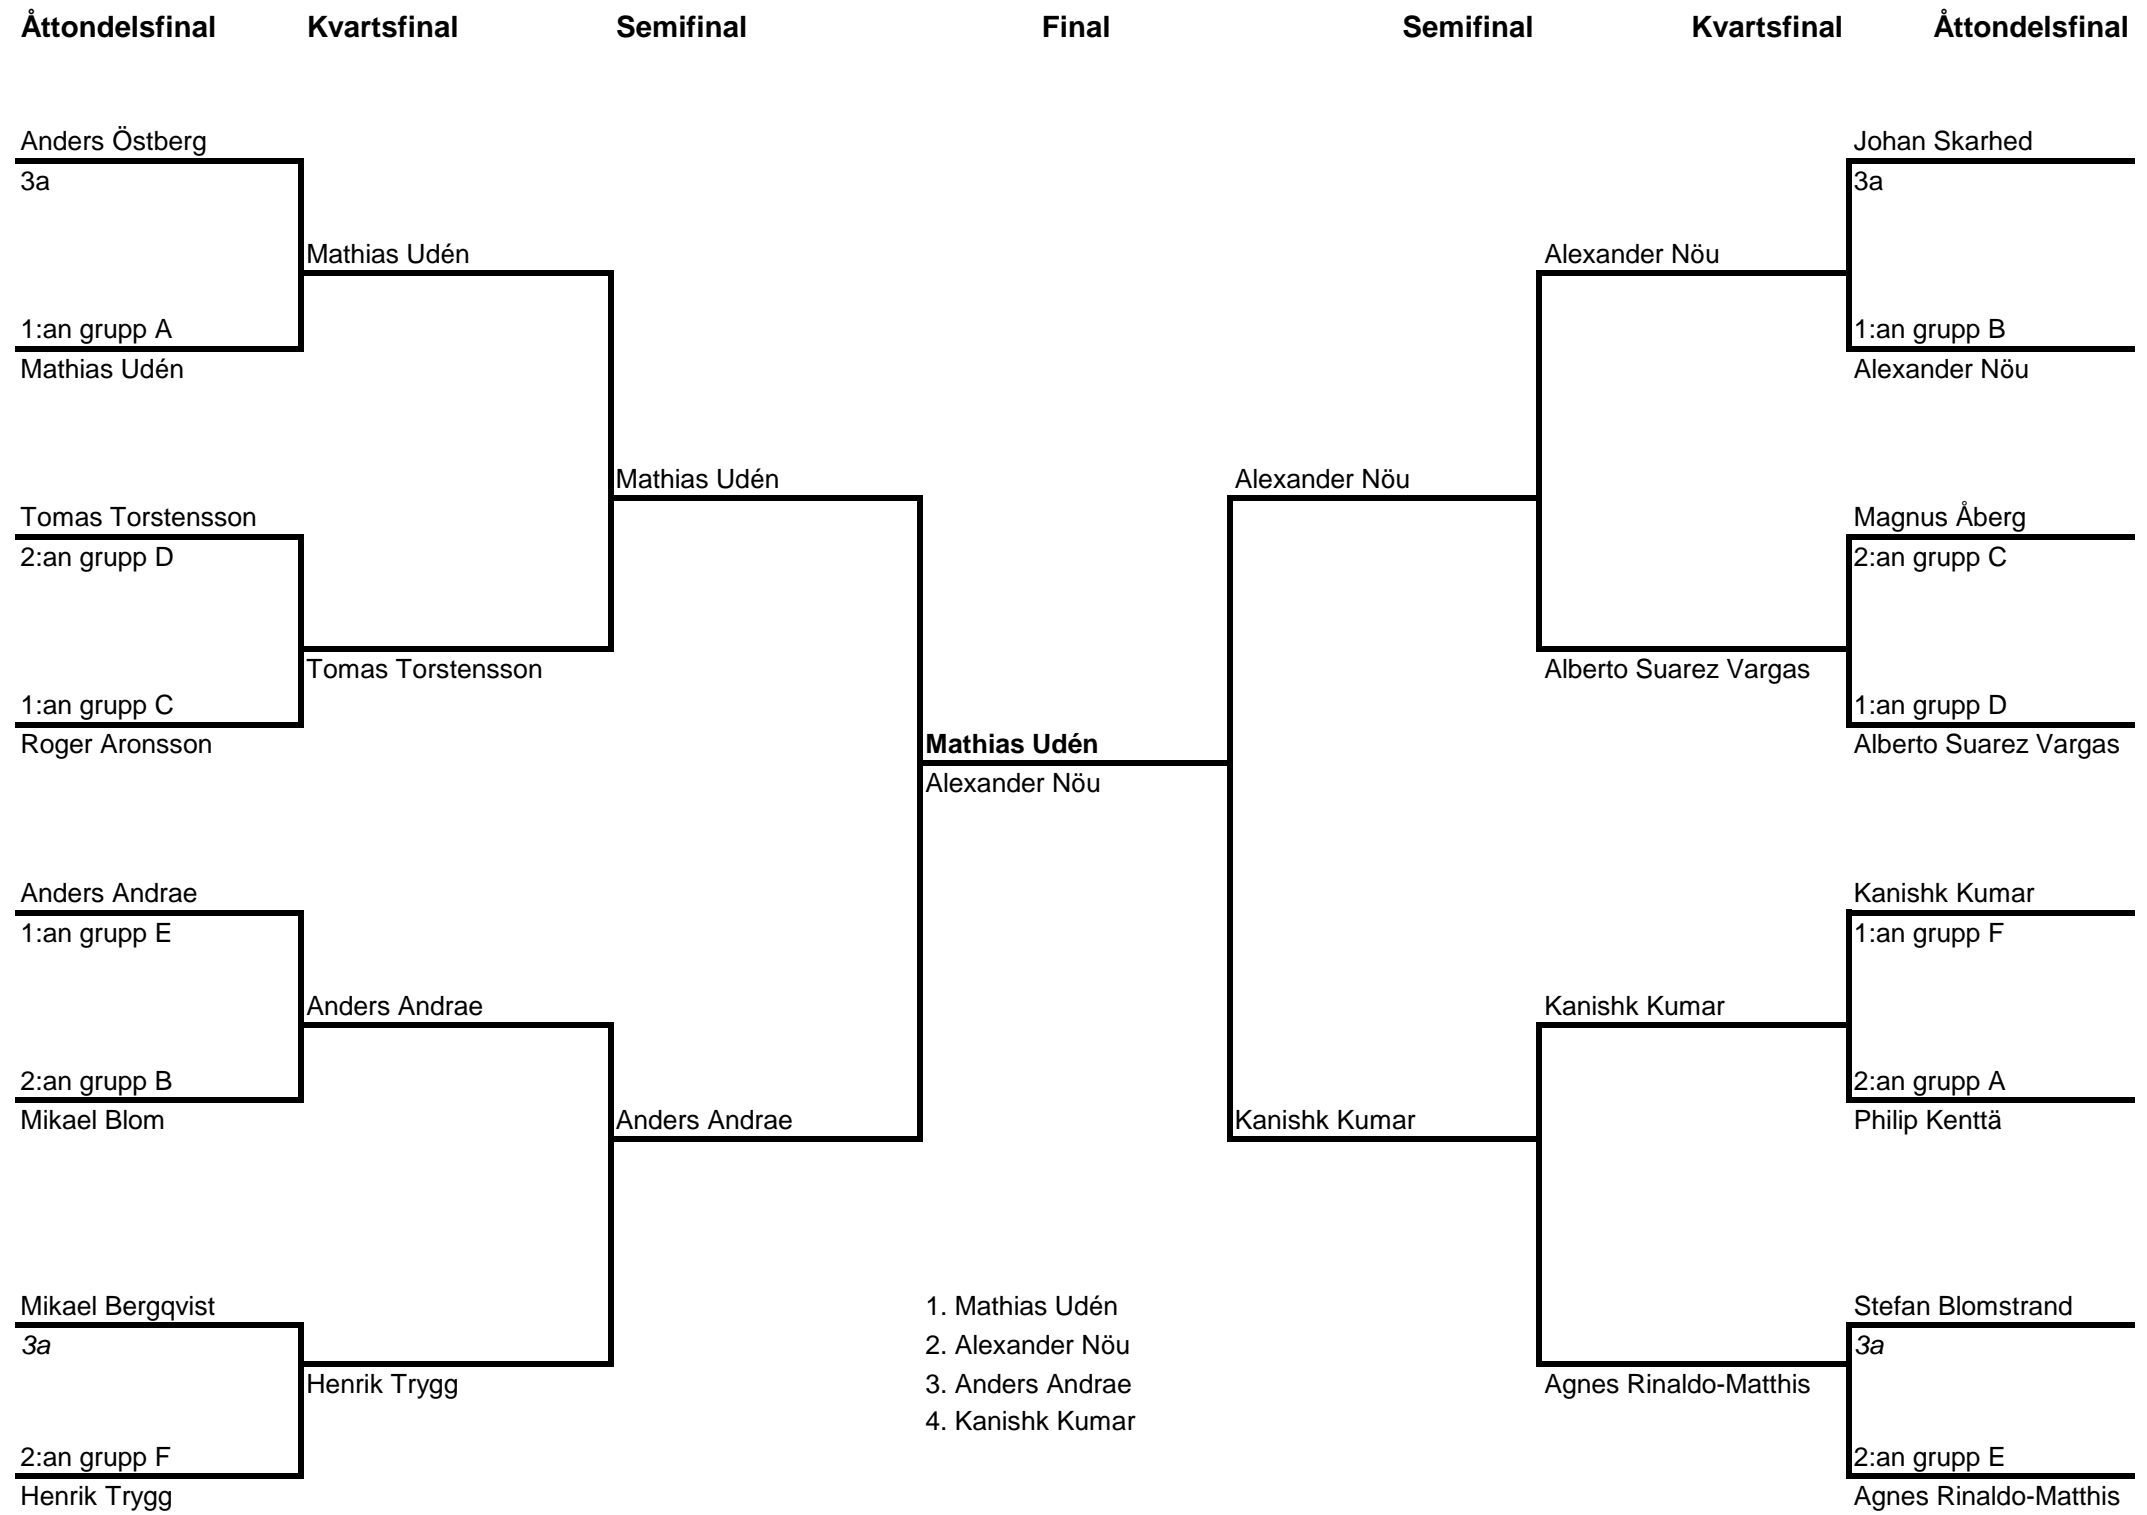 Åttondelsfinal Kvartsfinal Semifinal Final Semifinal Kvartsfinal Åttondelsfinal
Anders Östberg Johan Skarhed
3a 3a
Mathias Udén Alexander Nöu
1:an grupp A 1:an grupp B
Mathias Udén Alexander Nöu
Mathias Udén Alexander Nöu
Tomas Torstensson Magnus Åberg
2:an grupp D 2:an grupp C
Tomas Torstensson Alberto Suarez Vargas
1:an grupp C 1:an grupp D
Roger Aronsson Mathias Udén Alberto Suarez Vargas
Alexander Nöu
Anders Andrae Kanishk Kumar
1:an grupp E 1:an grupp F
Anders Andrae Kanishk Kumar
2:an grupp B 2:an grupp A
Mikael Blom Anders Andrae Kanishk Kumar Philip Kenttä
Mikael Bergqvist 1. Mathias Udén Stefan Blomstrand
3a 2. Alexander Nöu 3a
Henrik Trygg 3. Anders Andrae Agnes Rinaldo-Matthis
4. Kanishk Kumar
2:an grupp F 2:an grupp E
Henrik Trygg Agnes Rinaldo-Matthis